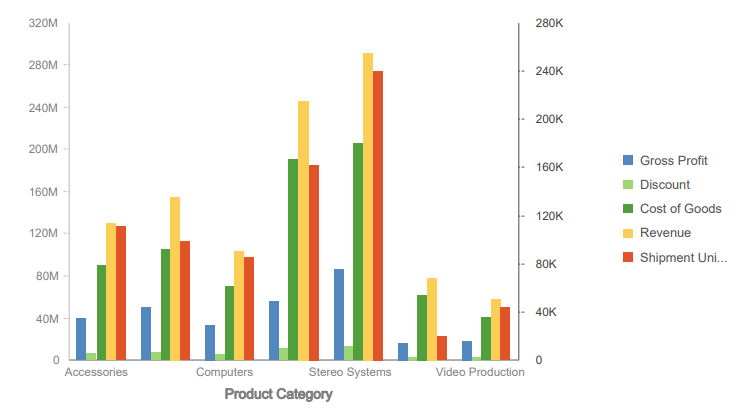 320M
280M
240M
200M
160M
120M
80M
40M
0
280K
240K
200K
160K
120K
80K
40K
0
Accessories
Computers
Stereo Systems
Video Production
Product Category
Gross Profit
Discount
Cost of Goods
Revenue
Shipment Uni...